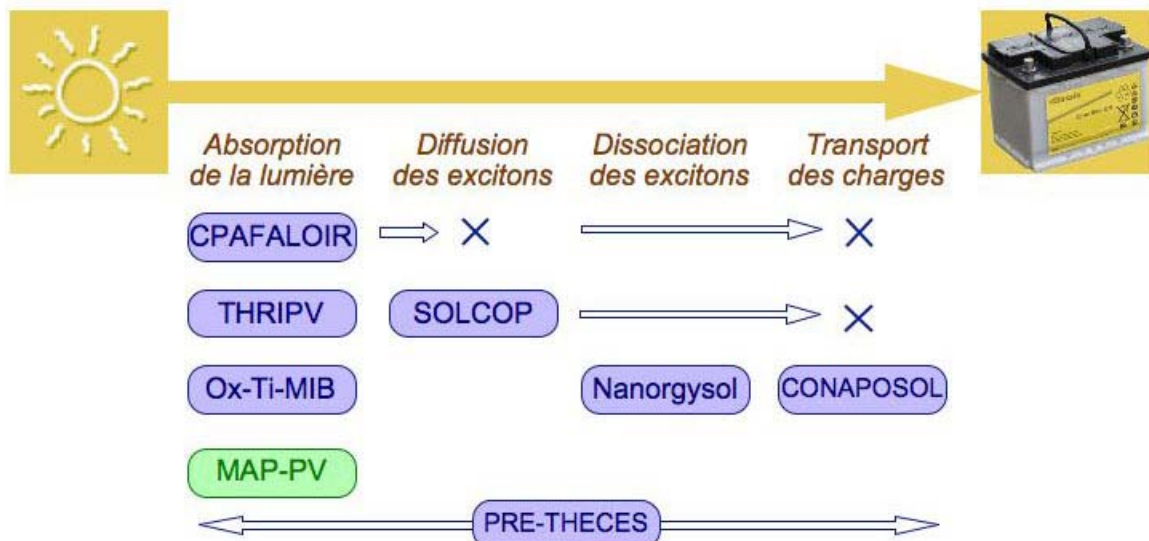 Absorption
de la lumière
Diffusion
des excitons
Dissociation
des excitons
Transport
des charges
CPAFALOIR
THRIPV
SOLCOP
Ox-Ti-MIB
Nanorgysol
CONAPOSOL
MAP-PV
PRE-THECES